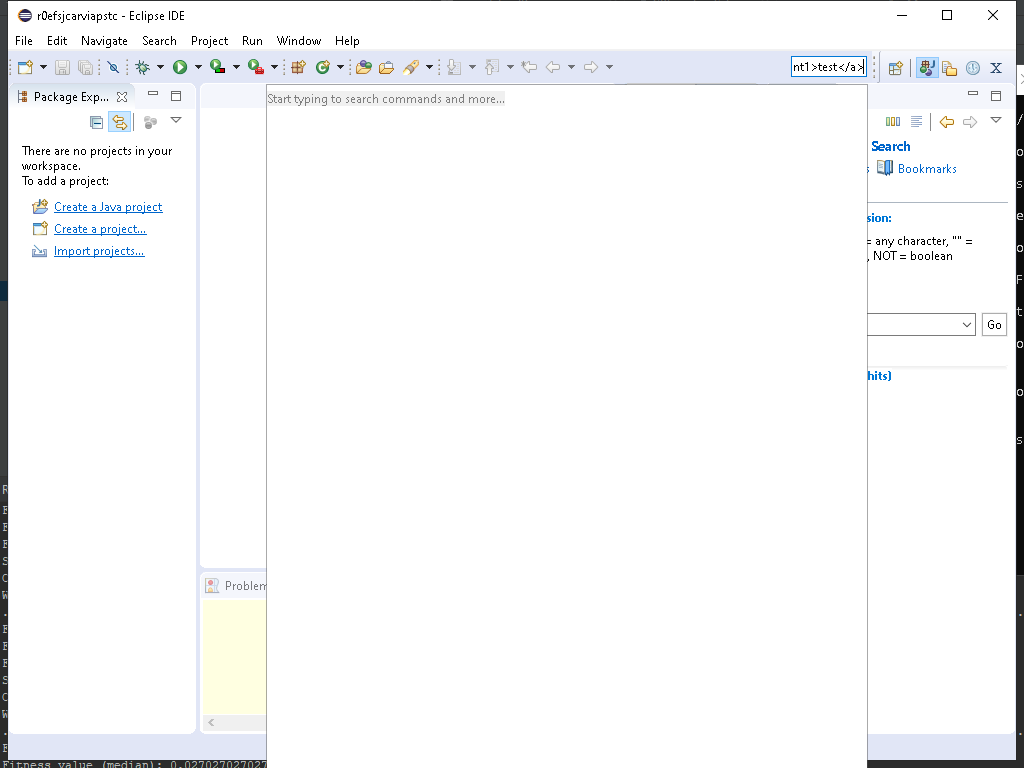 r0efsjcarviapstc - Eclipse IDE
File Edit Navigate Search Project Run Window Help
nt1>test</a>
Package Exp...
Start typing to search commands and more...
There are no projects in your
workspace.
To add a project:
Create a Java project
Create a project...
Import projects...
Search
s Bookmarks
sion:
= any character, "" =
, NOT = boolean
Go
hits)
Problem
Fitness value (median): 0.027027027027